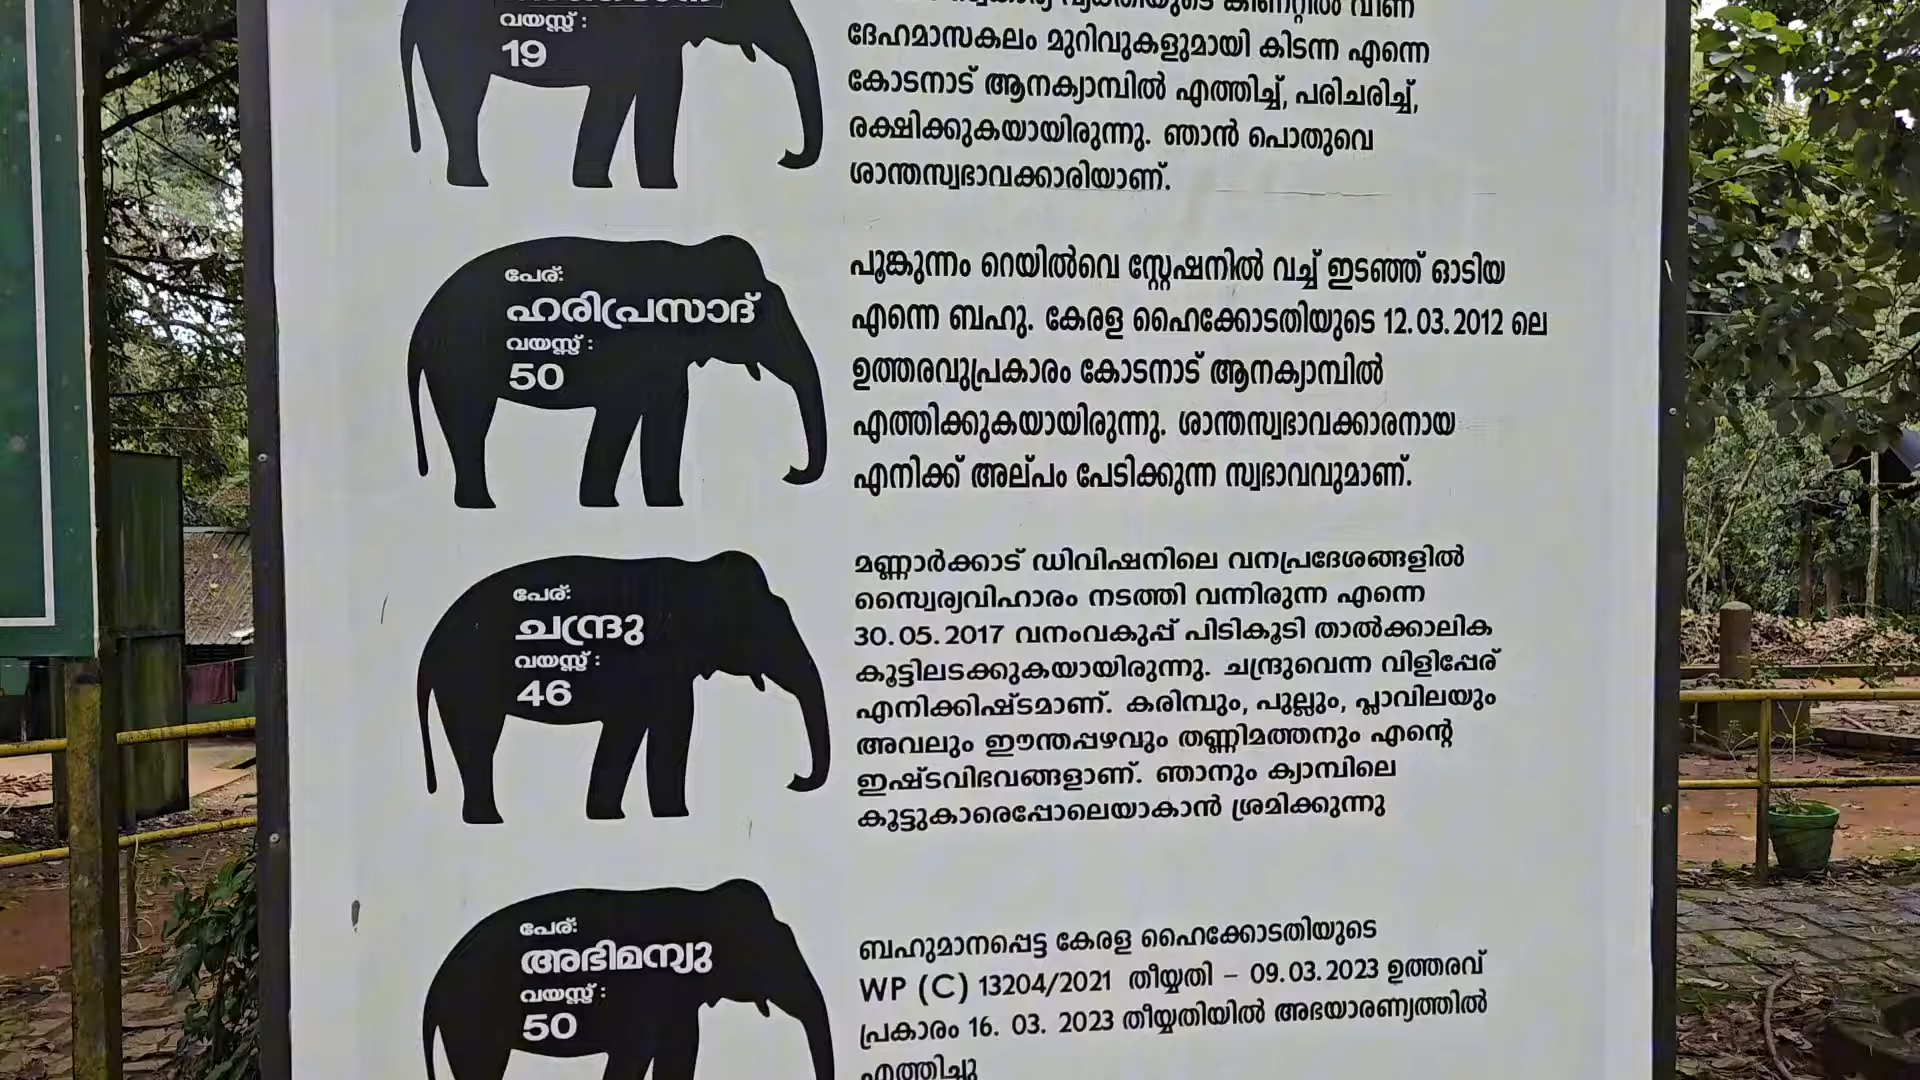 വയസ്സ് :
19
ദേഹമാസകലം മുറിവുകളുമായി കിടന്ന എന്നെ
കോടനാട് ആനക്യാമ്പിൽ എത്തിച്ച്, പരിചരിച്ച്,
രക്ഷിക്കുകയായിരുന്നു. ഞാൻ പൊതുവെ
ശാന്തസ്വഭാവക്കാരിയാണ്.
പേര്:
ഹരിപ്രസാദ്
വയസ്സ് :
50
പൂങ്കുന്നം റെയിൽവെ സ്റ്റേഷനിൽ വച്ച് ഇടഞ്ഞ് ഓടിയ
എന്നെ ബഹു. കേരള ഹൈക്കോടതിയുടെ 12.03.2012 ലെ
ഉത്തരവുപ്രകാരം കോടനാട് ആനക്യാമ്പിൽ
എത്തിക്കുകയായിരുന്നു. ശാന്തസ്വഭാവക്കാരനായ
എനിക്ക് അല്പം പേടിക്കുന്ന സ്വഭാവവുമാണ്.
പേര്:
ചന്ദ്രു
വയസ്സ് :
46
മണ്ണാർക്കാട് ഡിവിഷനിലെ വനപ്രദേശങ്ങളിൽ
സ്വൈര്യവിഹാരം നടത്തി വന്നിരുന്ന എന്നെ
30.05.2017 വനംവകുപ്പ് പിടികൂടി താൽക്കാലിക
കൂട്ടിലടക്കുകയായിരുന്നു. ചന്ദ്രുവെന്ന വിളിപ്പേര്
എനിക്കിഷ്ടമാണ്. കരിമ്പും, പുല്ലും, പ്ലാവിലയും
അവലും ഈന്തപ്പഴവും തണ്ണിമത്തനും എന്റെ
ഇഷ്ടവിഭവങ്ങളാണ്. ഞാനും ക്യാമ്പിലെ
കൂട്ടുകാരെപ്പോലെയാകാൻ ശ്രമിക്കുന്നു
പേര്:
അഭിമന്യു
വയസ്സ് :
50
ബഹുമാനപ്പെട്ട കേരള ഹൈക്കോടതിയുടെ
WP (C) 13204/2021 തീയ്യതി - 09.03.2023 ഉത്തരവ്
പ്രകാരം 16. 03. 2023 തീയ്യതിയിൽ അഭയാരണ്യത്തിൽ
എത്തിച്ചു